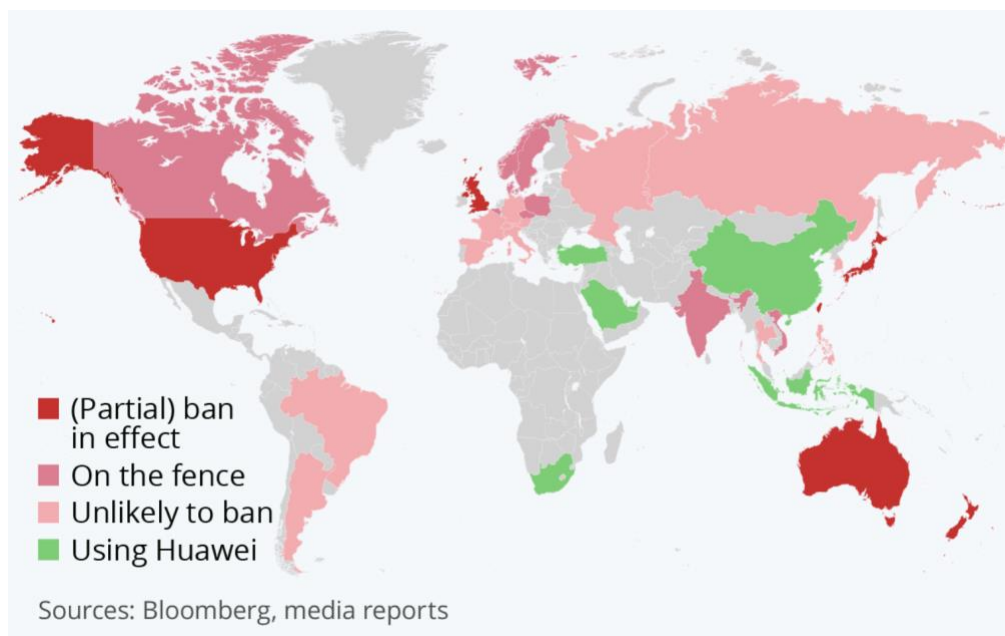 (Partial) ban
in effect
On the fence
Unlikely to ban
Using Huawei
Sources: Bloomberg, media reports